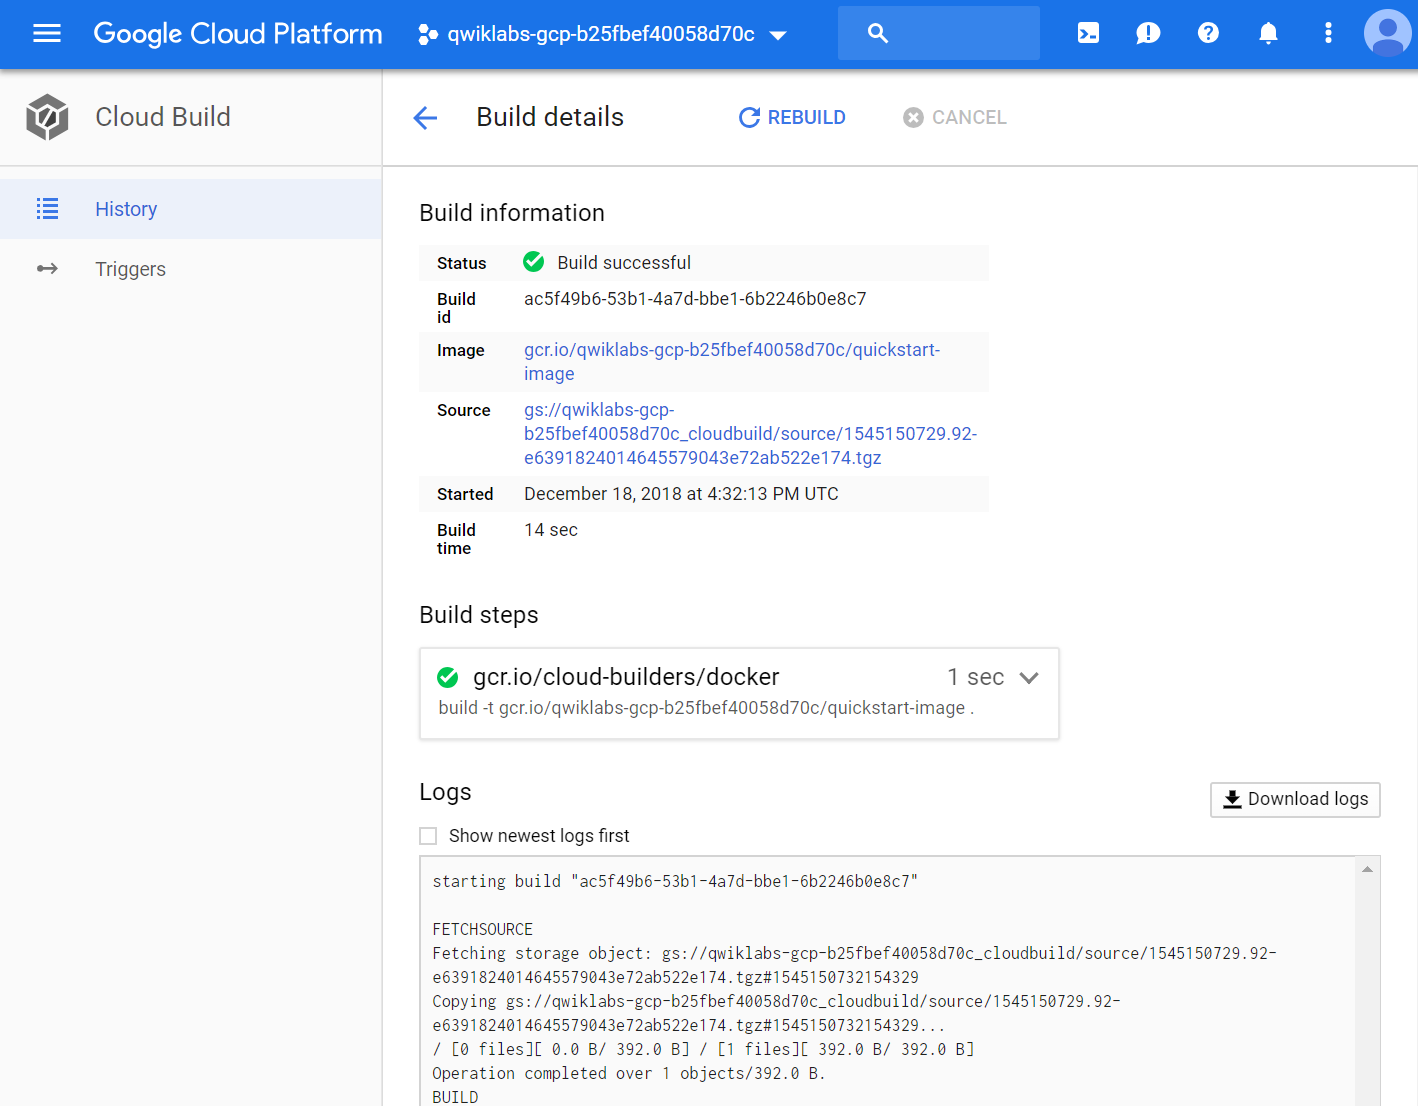 Google Cloud Platform
qwiklabs-gcp-b25fbef40058d70c
Cloud Build
Build details
REBUILD
CANCEL
History
Triggers
Build information
Status Build successful
Build id ac5f49b6-53b1-4a7d-bbe1-6b2246b0e8c7
Image gcr.io/qwiklabs-gcp-b25fbef40058d70c/quickstart-
image
Source gs://qwiklabs-gcp-
b25fbef40058d70c_cloudbuild/source/1545150729.92-
e6391824014645579043e72ab522e174.tgz
Started December 18, 2018 at 4:32:13 PM UTC
Build time 14 sec
Build steps
gcr.io/cloud-builders/docker 1 sec
build -t gcr.io/qwiklabs-gcp-b25fbef40058d70c/quickstart-image .
Logs
Download logs
Show newest logs first
starting build "ac5f49b6-53b1-4a7d-bbe1-6b2246b0e8c7"
FETCHSOURCE
Fetching storage object: gs://qwiklabs-gcp-b25fbef40058d70c_cloudbuild/source/1545150729.92-
e6391824014645579043e72ab522e174.tgz#1545150732154329
Copying gs://qwiklabs-gcp-b25fbef40058d70c_cloudbuild/source/1545150729.92-
e6391824014645579043e72ab522e174.tgz#1545150732154329...
/ [0 files][ 0.0 B/ 392.0 B] / [1 files][ 392.0 B/ 392.0 B]
Operation completed over 1 objects/392.0 B.
BUILD